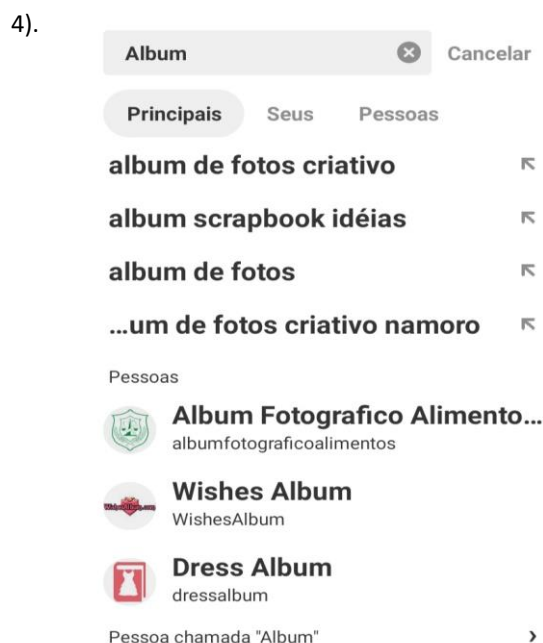 4).
Album Cancelar
Principais Seus Pessoas
album de fotos criativo
album scrapbook idéias
album de fotos
...um de fotos criativo namoro
Pessoas
Album Fotografico Alimento...
albumfotograficoalimentos
Wishes Album
WishesAlbum
Dress Album
dressalbum
Pessoa chamada "Album"